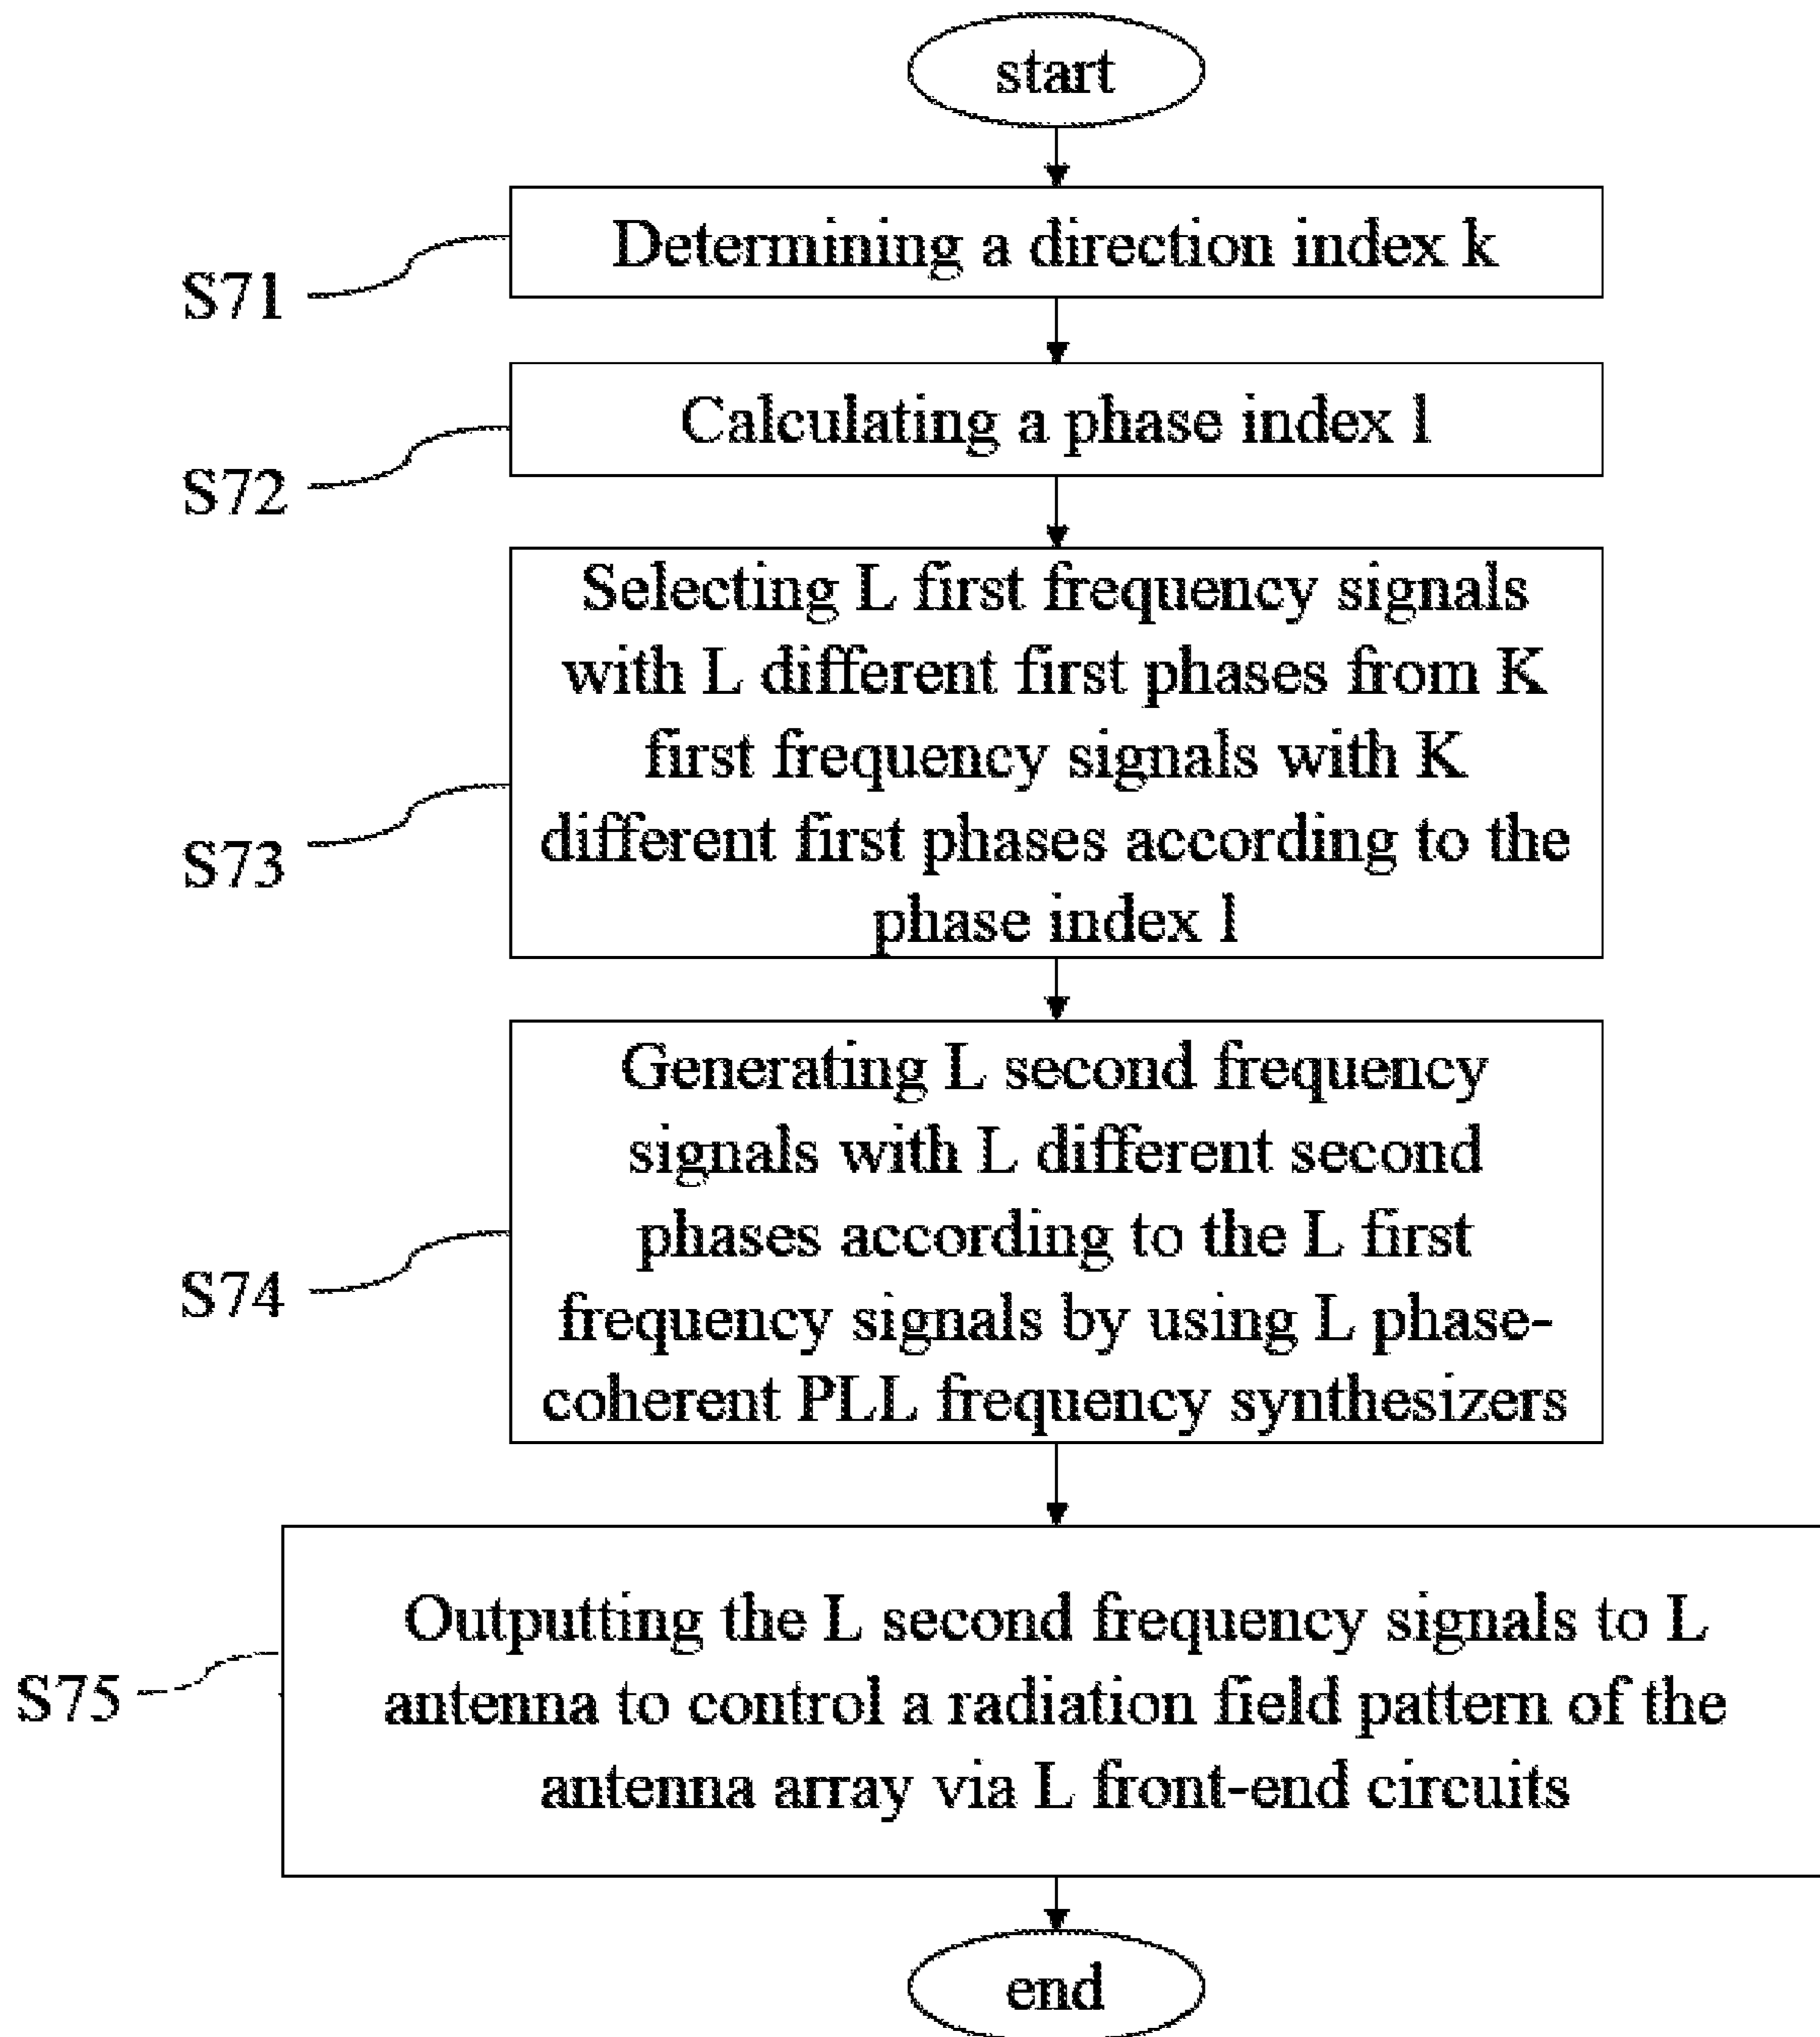 start
Determining a direction index k
S71
Calculating a phase index l
S72
Selecting L first frequency signals
with L different first phases from K
first frequency signals with K
different first phases according to the
phase index l
S73
Generating L second frequency
signals with L different second
phases according to the L first
frequency signals by using L phase-
coherent PLL frequency synthesizers
S74
Outputting the L second frequency signals to L
antenna to control a radiation field pattern of the
antenna array via L front-end circuits
S75
end